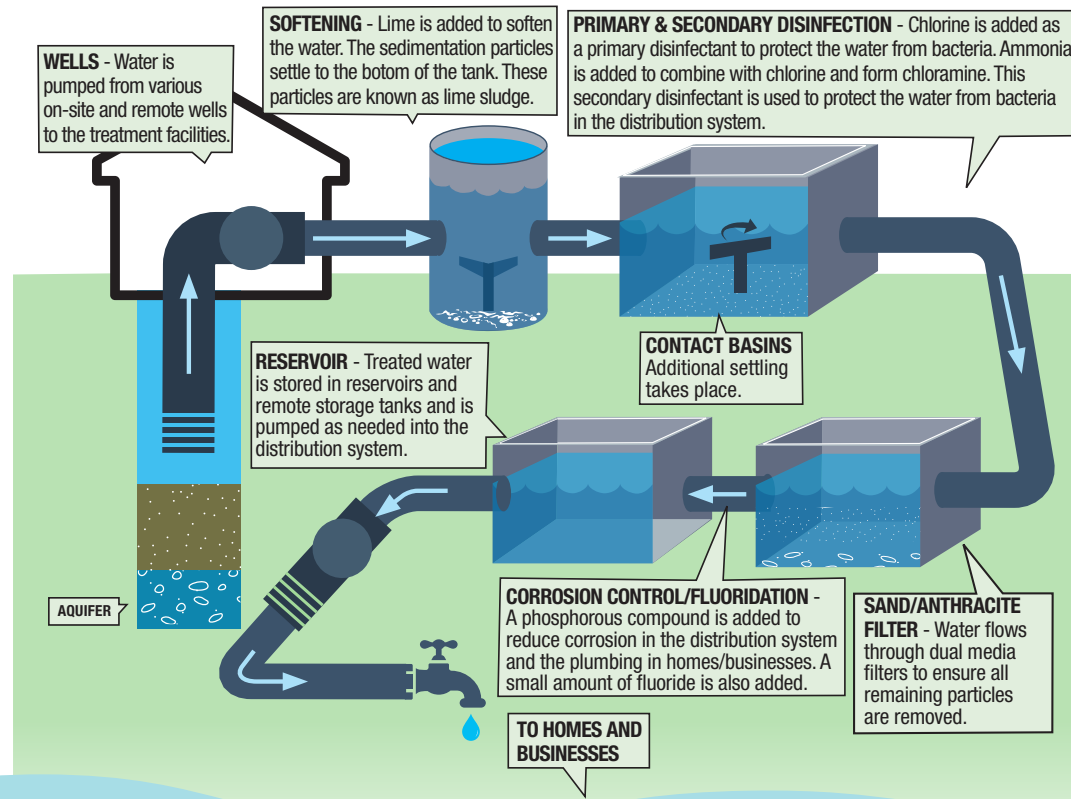 WELLS - Water is
pumped from various
on-site and remote wells
to the treatment facilities.
SOFTENING - Lime is added to soften
the water. The sedimentation particles
settle to the botom of the tank. These
particles are known as lime sludge.
PRIMARY & SECONDARY DISINFECTION - Chlorine is added as
a primary disinfectant to protect the water from bacteria. Ammonia
is added to combine with chlorine and form chloramine. This
secondary disinfectant is used to protect the water from bacteria
in the distribution system.
CONTACT BASINS
Additional settling
takes place.
RESERVOIR - Treated water
is stored in reservoirs and
remote storage tanks and is
pumped as needed into the
distribution system.
AQUIFER
CORROSION CONTROL/FLUORIDATION -
A phosphorous compound is added to
reduce corrosion in the distribution system
and the plumbing in homes/businesses. A
small amount of fluoride is also added.
SAND/ANTHRACITE
FILTER - Water flows
through dual media
filters to ensure all
remaining particles
are removed.
TO HOMES AND
BUSINESSES